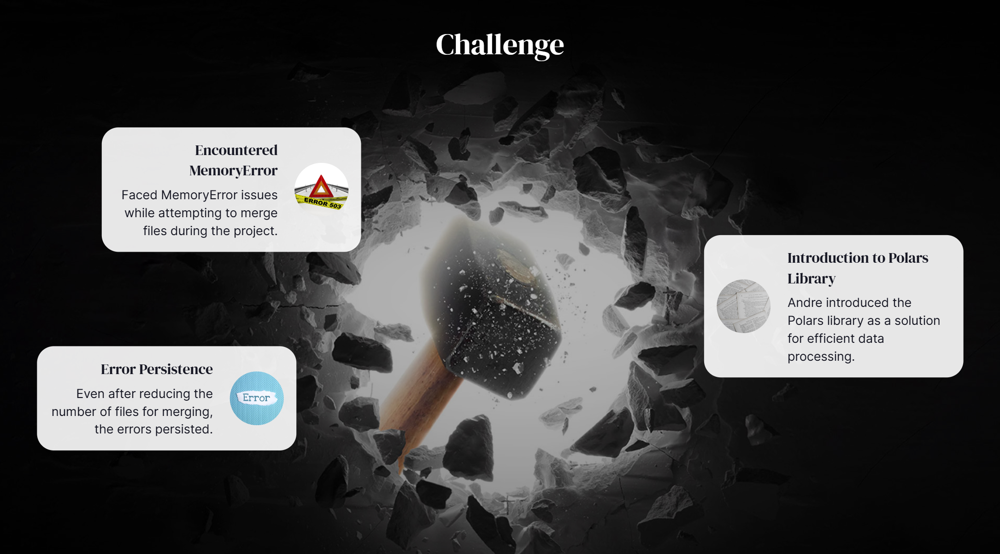 Challenge
Encountered
MemoryError
Faced MemoryError issues
while attempting to merge
files during the project.
ERROR 503
Introduction to Polars
Library
Andre introduced the
Polars library as a solution
for efficient data
processing.
Error Persistence
Even after reducing the
number of files for merging,
the errors persisted.
Error